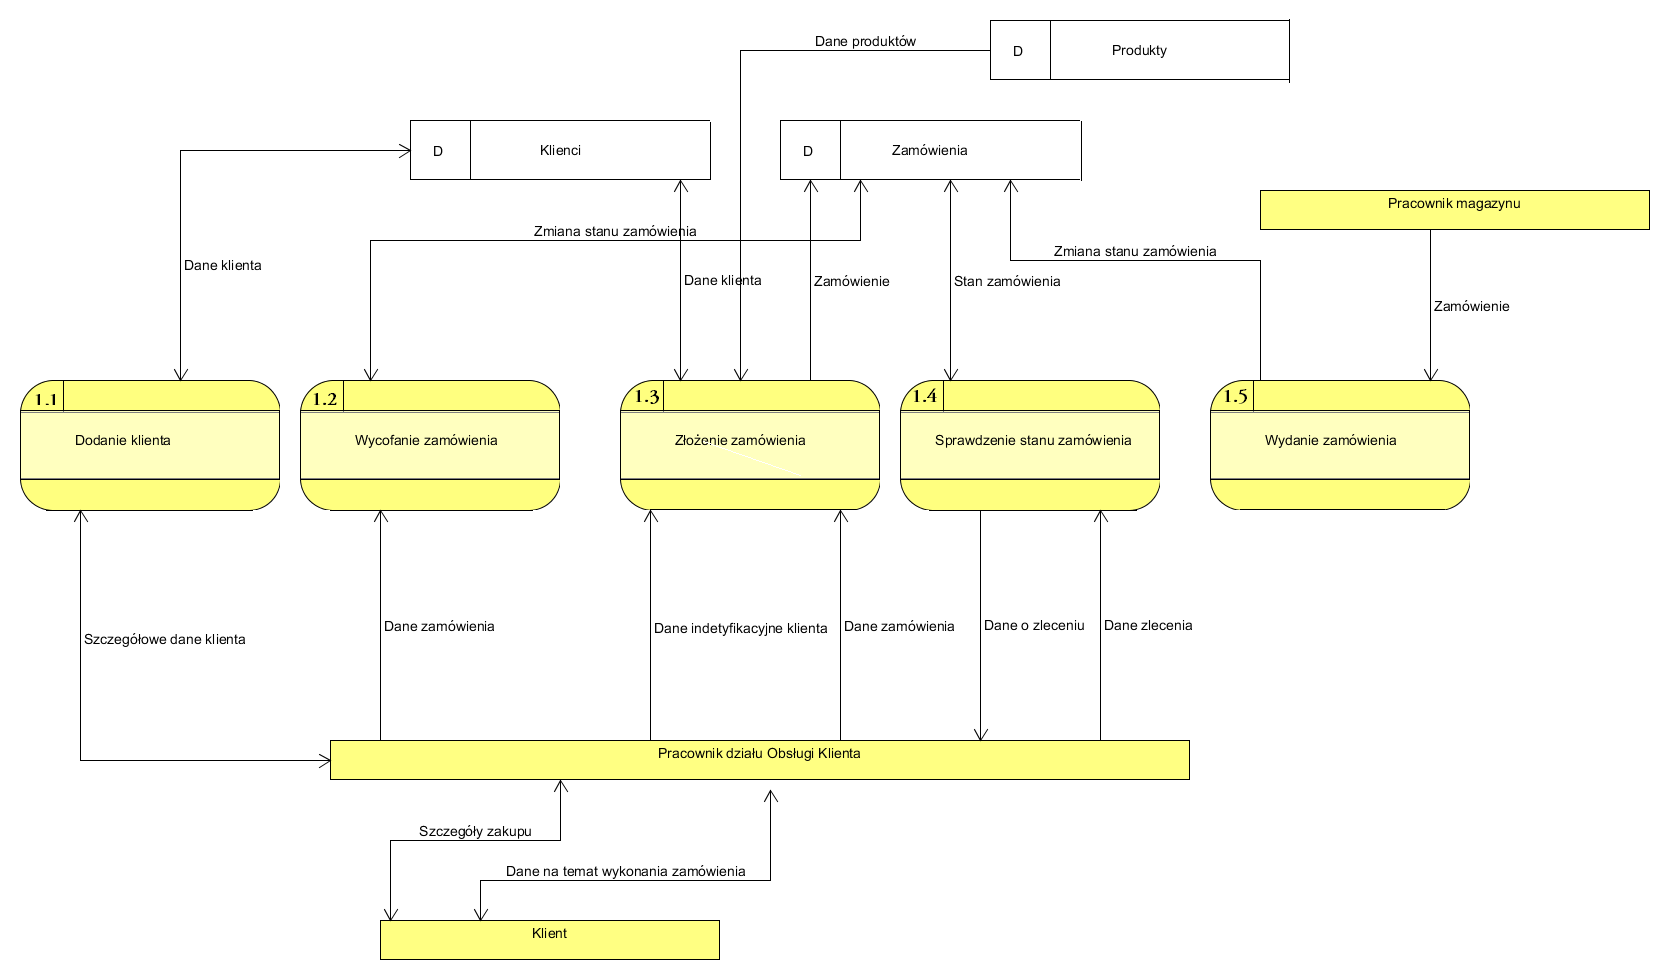 Dane produktów
D
Produkty
D
Klienci
D
Zamówienia
Pracownik magazynu
Zmiana stanu zamówienia
Zmiana stanu zamówienia
Dane klienta
Dane klienta
Zamówienie
Stan zamówienia
Zamówienie
1.1
1.2
1.3
1.4
1.5
Dodanie klienta
Wycofanie zamówienia
Złożenie zamówienia
Sprawdzenie stanu zamówienia
Wydanie zamówienia
Szczegółowe dane klienta
Dane zamówienia
Dane indetyfikacyjne klienta
Dane zamówienia
Dane o zleceniu
Dane zlecenia
Pracownik działu Obsługi Klienta
Szczegóły zakupu
Dane na temat wykonania zamówienia
Klient